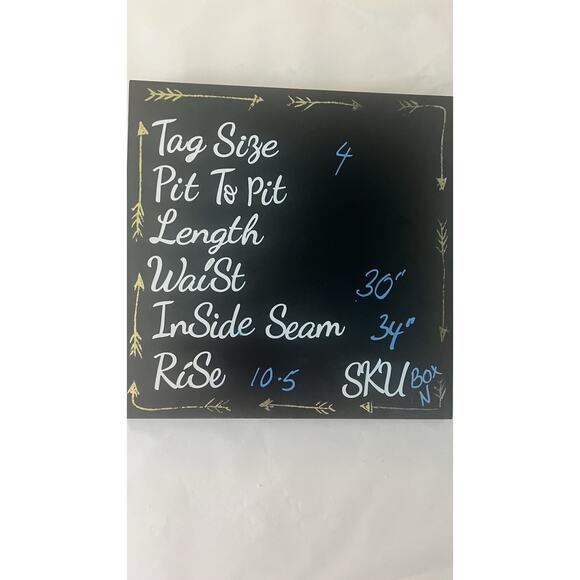 Tag Size 4
Pit To Pit
Length
WaiSt 30"
InSide Seam 34"
RiSe 10.5 SKU Box
N